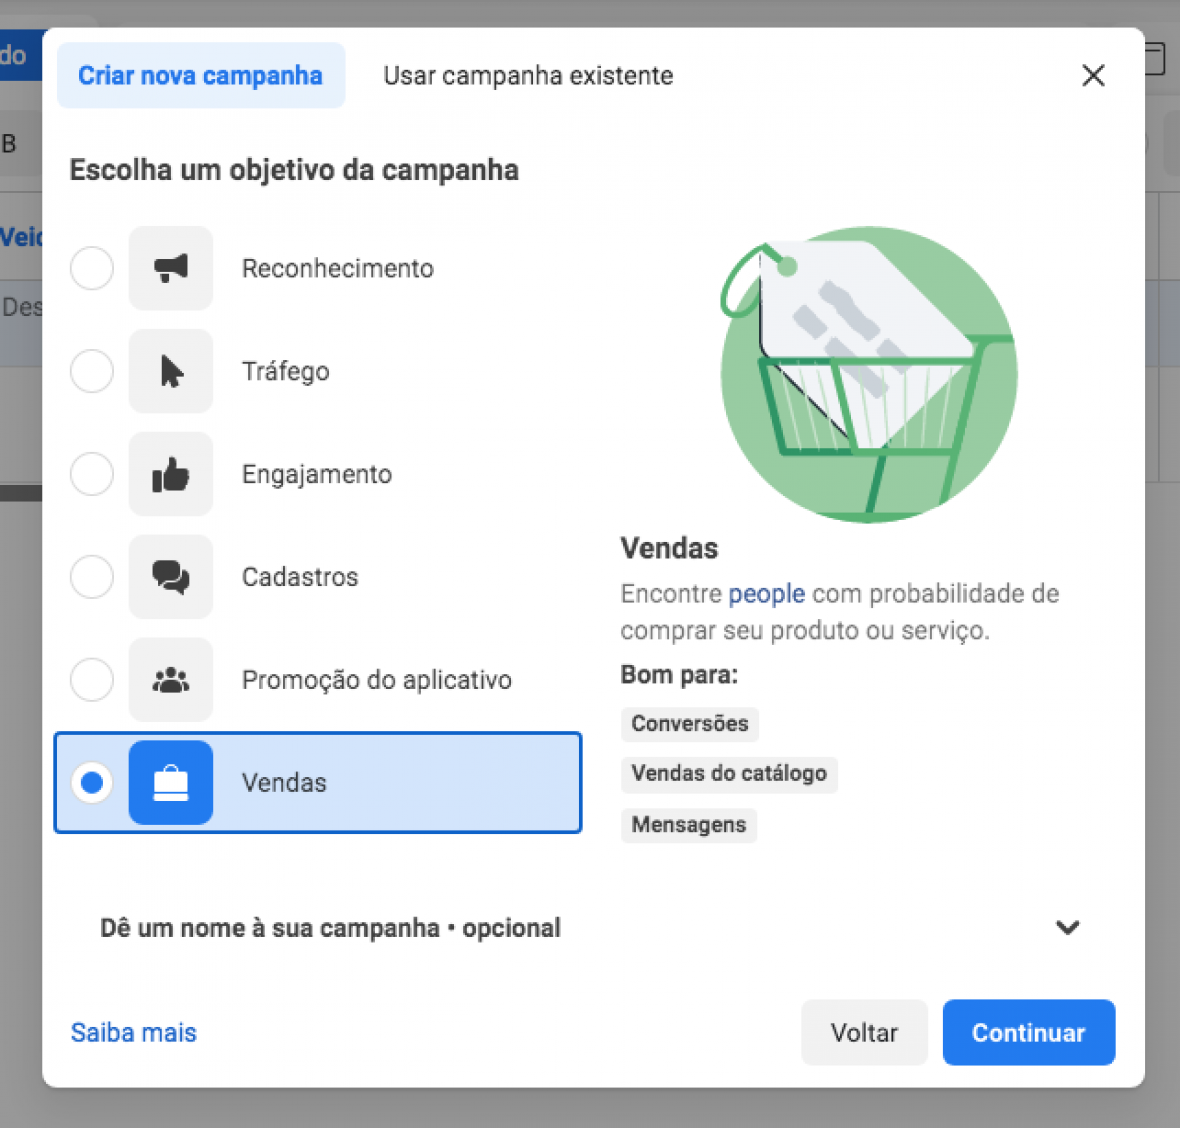 do
Criar nova campanha
Usar campanha existente
B
Escolha um objetivo da campanha
Reconhecimento
Tráfego
Engajamento
Cadastros
Promoção do aplicativo
Vendas
Vendas
Encontre people com probabilidade de
comprar seu produto ou serviço.
Bom para:
Conversões
Vendas do catálogo
Mensagens
Dê um nome à sua campanha • opcional
Saiba mais
Voltar
Continuar